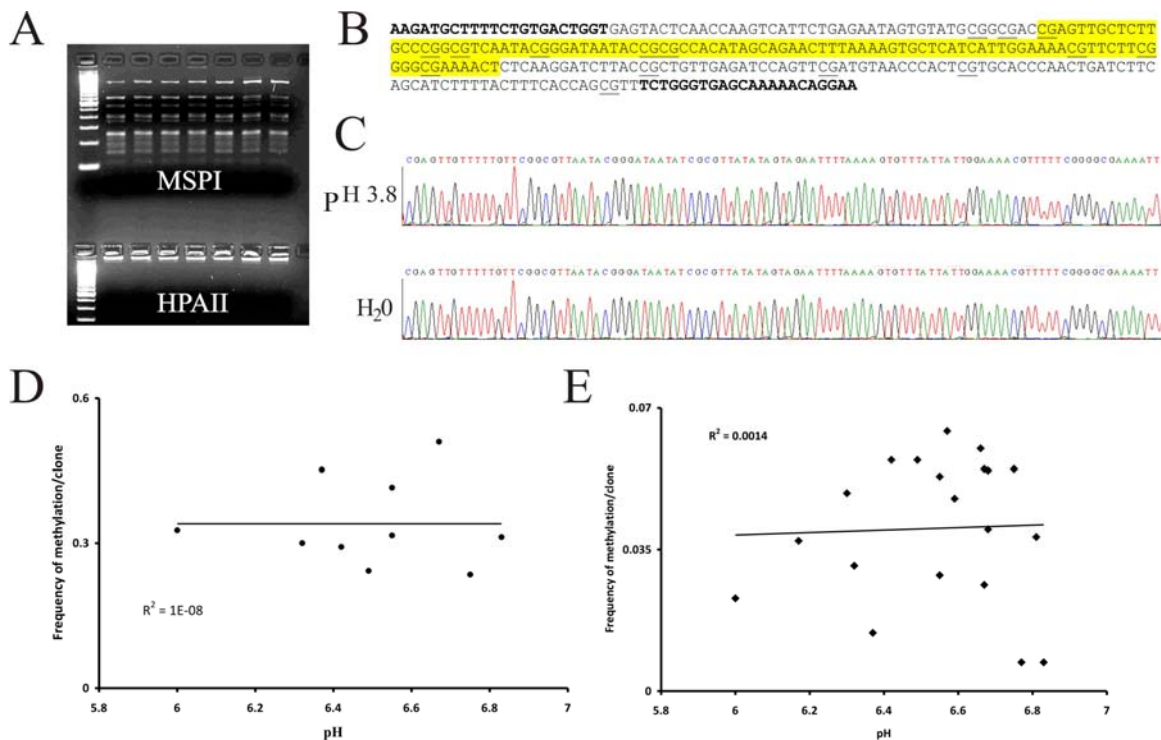 A
MSPI
HPAII
B
AAGATGCTTTTCTGTGACTGGTGAGTACTCAACCAAGTCATTCTGAGAATAGTGTATGCGGCGACCGAGTTGCTCTT
GCCCGGCGTCAATACGGGATAATACCGCGCCACATAGCAGAACTTTAAAAGTGCTCATCATTGGAAAACGTTCTTCG
GGGCGAAAACTCTCAAGGATCTTACCGCTGTTGAGATCCAGTTCGATGTAACCCACTCGTGCACCCAACTGATCTTC
AGCATCTTTTACTTTCACCAGCGTTTCTGGGTGAGCAAAAACAGGAA
C
CGAGTTGTTTTTGTTCGGCGTTAATACGGGATAATATCGCGTTATATAGTAGAATTTTAAAAGTGTTTATTATTGGAAAACGTTTTTCGGGGCGAAAATT
PH 3.8
CGAGTTGTTTTTGTTCGGCGTTAATACGGGATAATATCGCGTTATATAGTAGAATTTTAAAAGTGTTTATTATTGGAAAACGTTTTTCGGGGCGAAAATT
H20
D
Frequency of methylation/clone
0.6
0.3
0
R2 = 1E-08
5.8 6 6.2 6.4 6.6 6.8 7
pH
E
Frequency of methylation/clone
0.07
0.035
0
R2 = 0.0014
5.8 6 6.2 6.4 6.6 6.8 7
pH